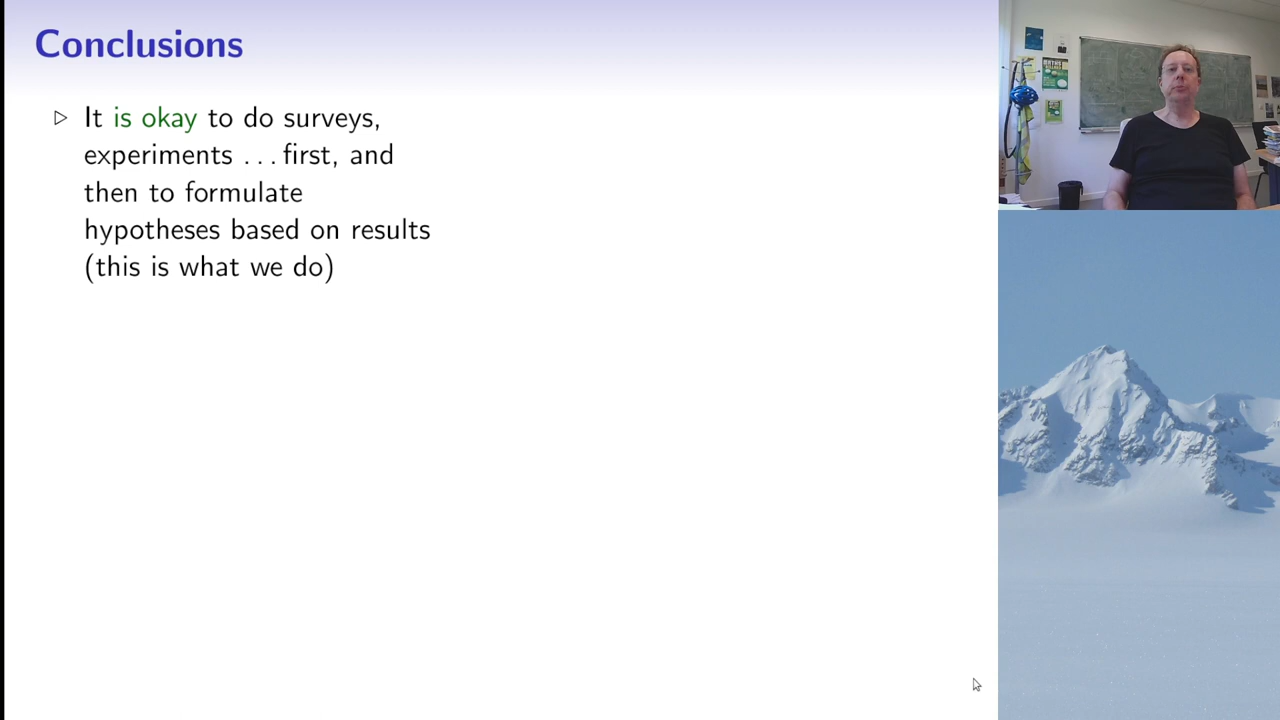 Conclusions
▷ It is okay to do surveys,
experiments . . . first, and
then to formulate
hypotheses based on results
(this is what we do)